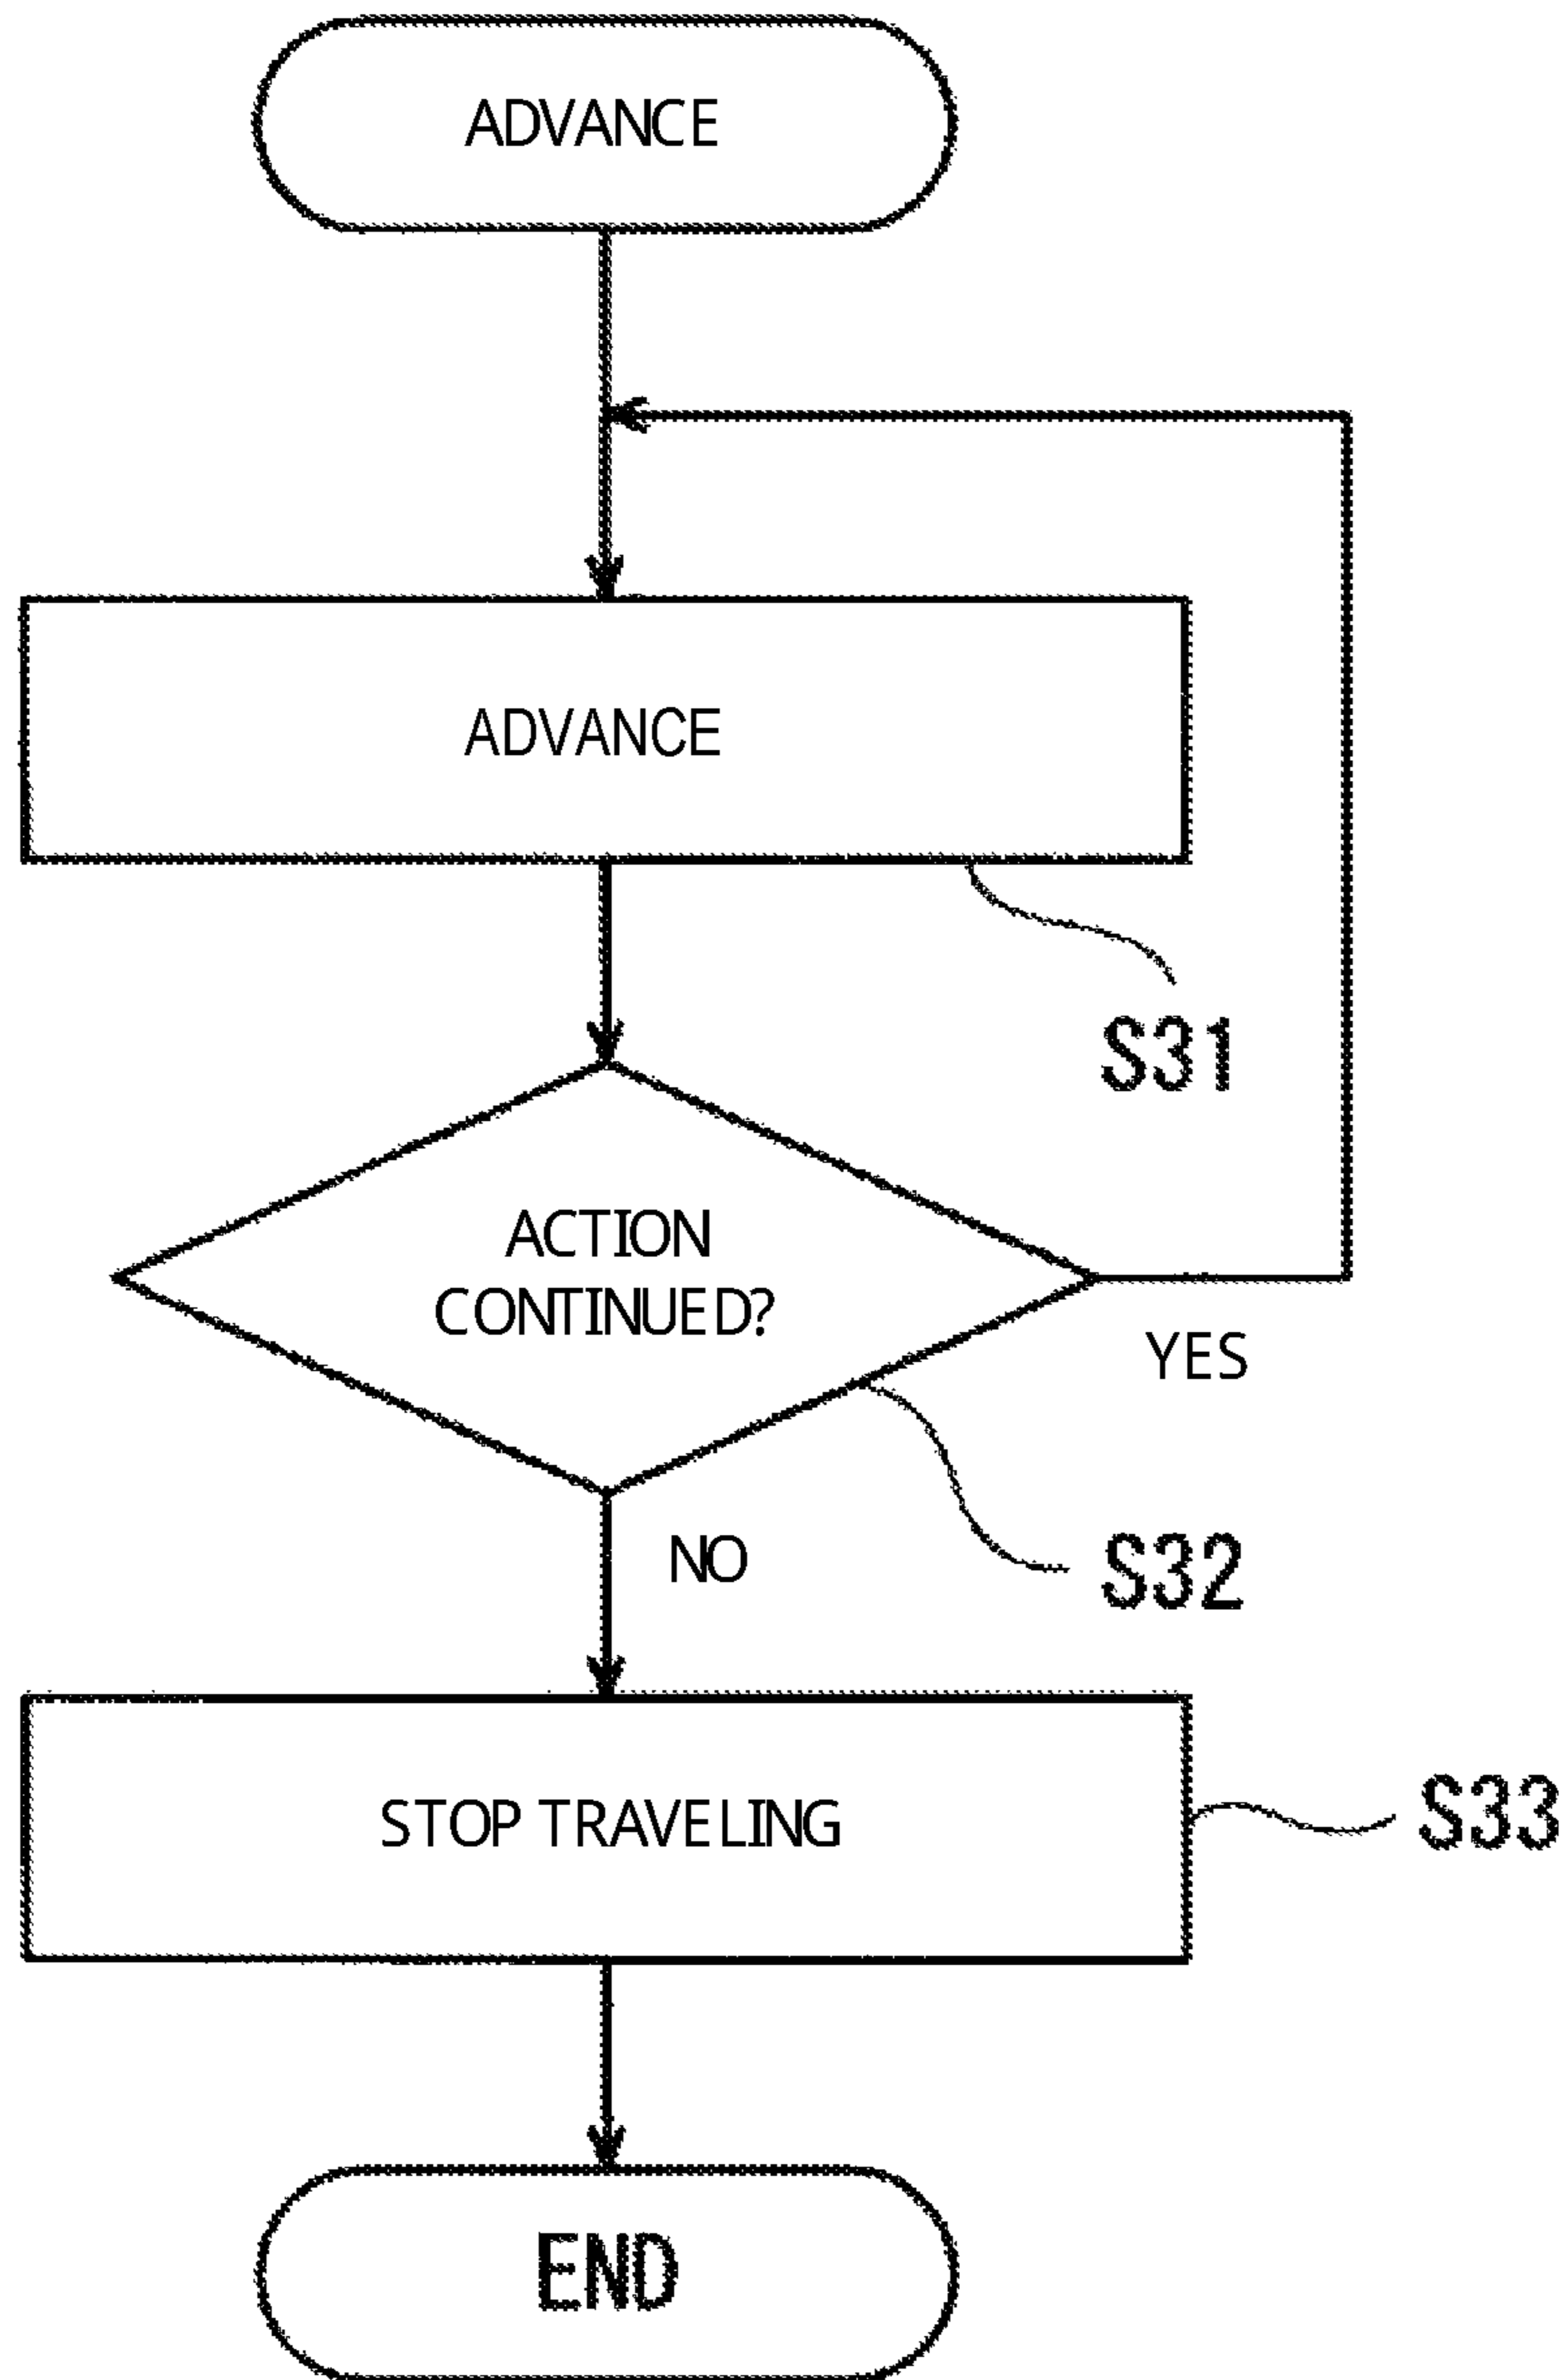 ADVANCE
ADVANCE
S31
ACTION
CONTINUED?
YES
NO
S32
STOP TRAVELING
S33
END